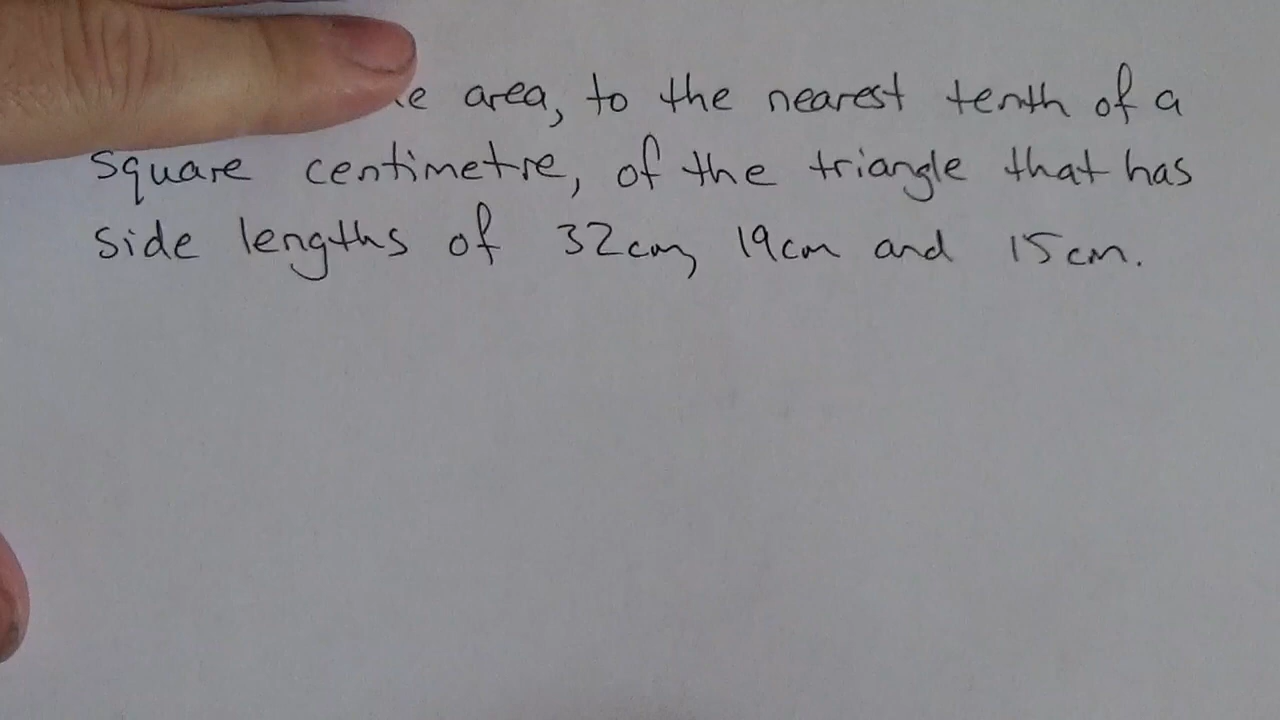 area, to the nearest tenth of a
square centimetre, of the triangle that has
side lengths of 32cm, 19cm and 15cm.